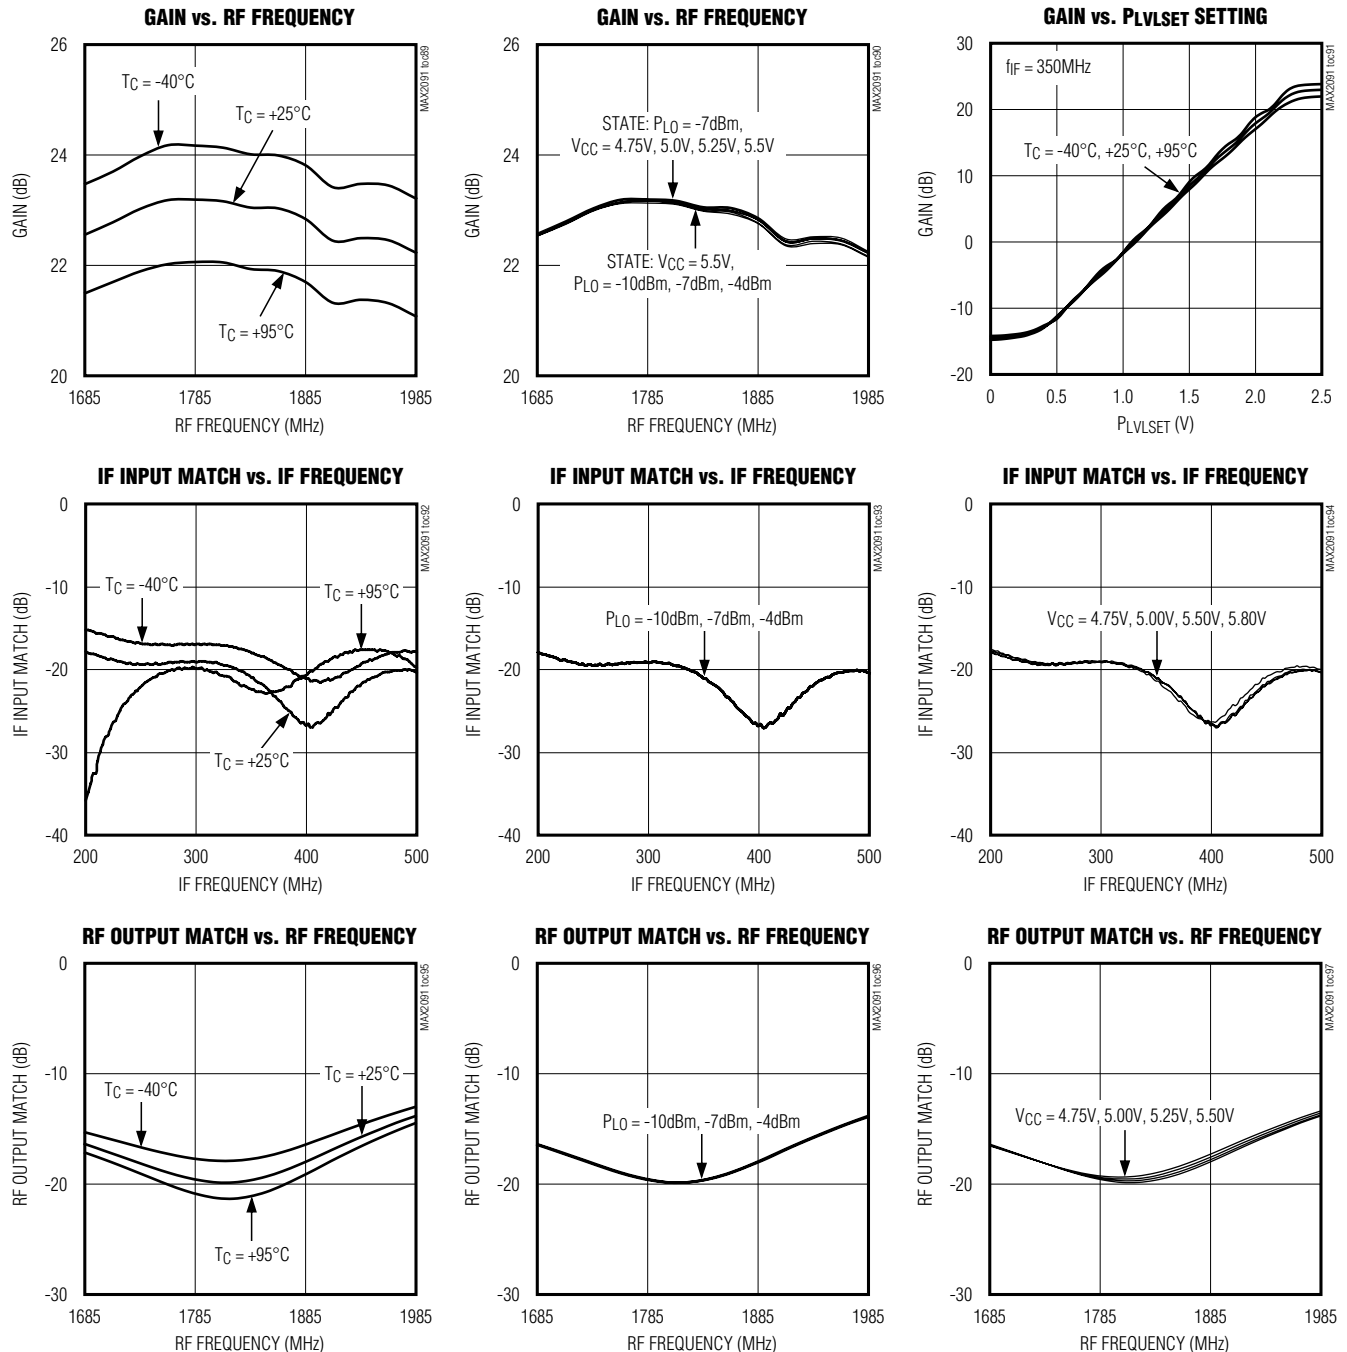 GAIN vs. RF FREQUENCY
26
24
22
20
GAIN (dB)
TC = -40°C
TC = +25°C
TC = +95°C
1685 1785 1885 1985
RF FREQUENCY (MHz)
MAX2091 toc89
GAIN vs. RF FREQUENCY
26
24
22
20
GAIN (dB)
STATE: PLO = -7dBm,
VCC = 4.75V, 5.0V, 5.25V, 5.5V
STATE: VCC = 5.5V,
PLO = -10dBm, -7dBm, -4dBm
1685 1785 1885 1985
RF FREQUENCY (MHz)
MAX2091 toc90
GAIN vs. PLVLSET SETTING
30
20
10
0
-10
-20
GAIN (dB)
fIF = 350MHz
TC = -40°C, +25°C, +95°C
0 0.5 1.0 1.5 2.0 2.5
PLVLSET (V)
MAX2091 toc91
IF INPUT MATCH vs. IF FREQUENCY
0
-10
-20
-30
-40
IF INPUT MATCH (dB)
TC = -40°C
TC = +95°C
TC = +25°C
200 300 400 500
IF FREQUENCY (MHz)
MAX2091 toc92
IF INPUT MATCH vs. IF FREQUENCY
0
-10
-20
-30
-40
IF INPUT MATCH (dB)
PLO = -10dBm, -7dBm, -4dBm
200 300 400 500
IF FREQUENCY (MHz)
MAX2091 toc93
IF INPUT MATCH vs. IF FREQUENCY
0
-10
-20
-30
-40
IF INPUT MATCH (dB)
VCC = 4.75V, 5.00V, 5.50V, 5.80V
200 300 400 500
IF FREQUENCY (MHz)
MAX2091 toc94
RF OUTPUT MATCH vs. RF FREQUENCY
0
-10
-20
-30
RF OUTPUT MATCH (dB)
TC = -40°C
TC = +25°C
TC = +95°C
1685 1785 1885 1985
RF FREQUENCY (MHz)
MAX2091 toc95
RF OUTPUT MATCH vs. RF FREQUENCY
0
-10
-20
-30
RF OUTPUT MATCH (dB)
PLO = -10dBm, -7dBm, -4dBm
1685 1785 1885 1985
RF FREQUENCY (MHz)
MAX2091 toc96
RF OUTPUT MATCH vs. RF FREQUENCY
0
-10
-20
-30
RF OUTPUT MATCH (dB)
VCC = 4.75V, 5.00V, 5.25V, 5.50V
1685 1785 1885 1985
RF FREQUENCY (MHz)
MAX2091 toc97